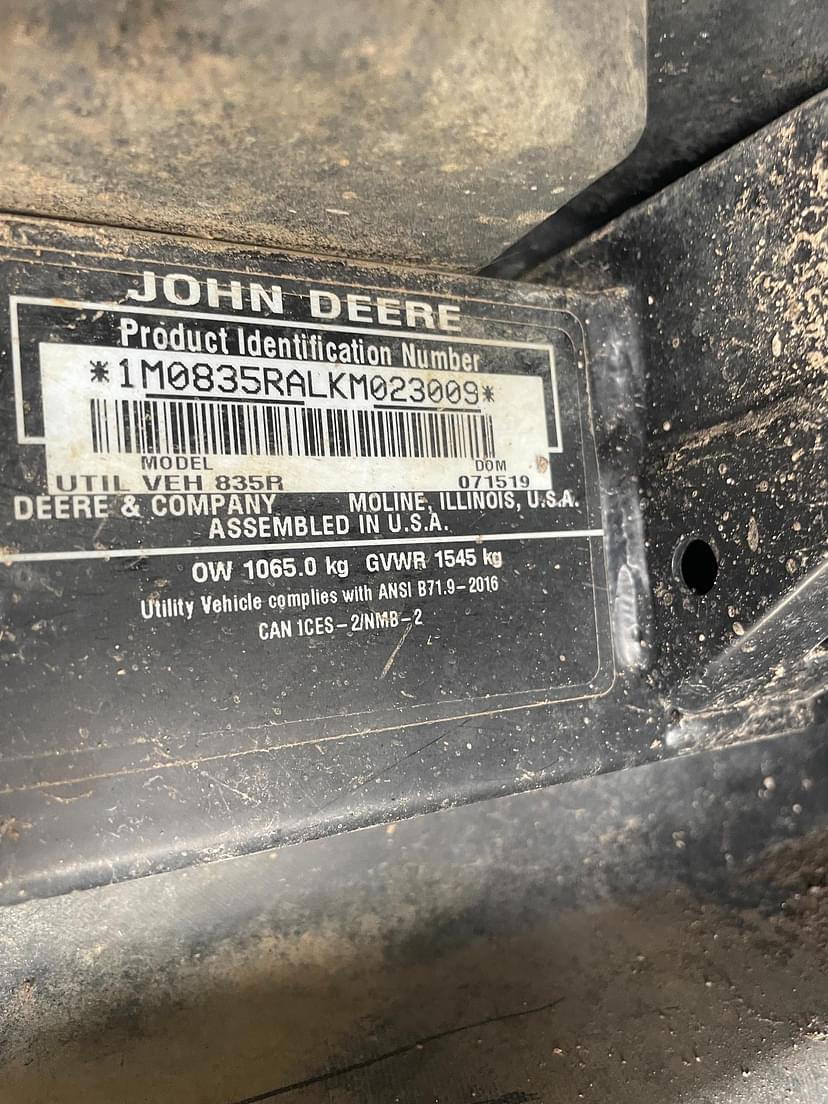 JOHN DEERE
Product Identification Number
*1M0835RALKM023009*
MODEL DOM
UTIL VEH 835R 071519
DEERE & COMPANY MOLINE, ILLINOIS, U.S.A.
ASSEMBLED IN U.S.A.
OW 1065.0 kg GVWR 1545 kg
Utility Vehicle complies with ANSI B71.9-2016
CAN 1CES-2/NMB-2